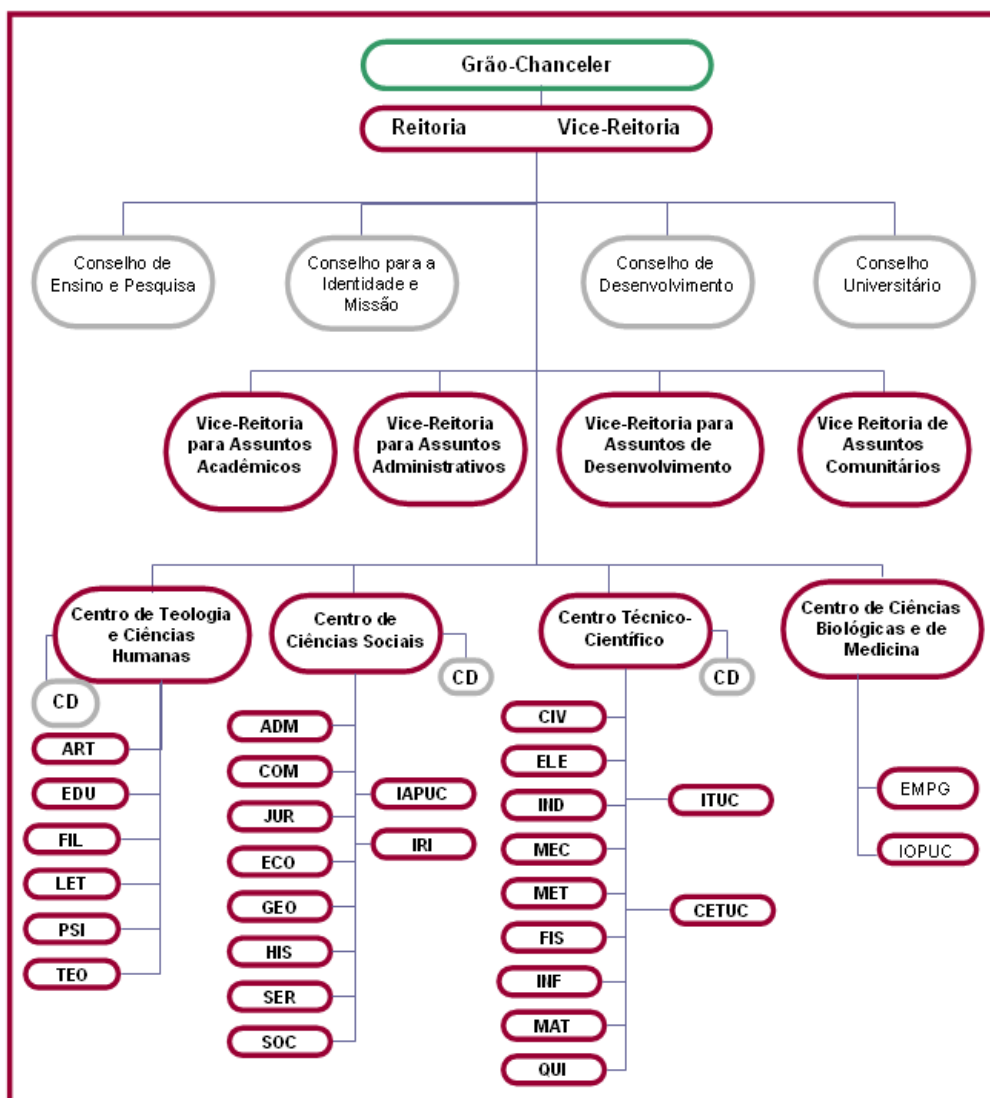 Grão-Chanceler
Reitoria Vice-Reitoria
Conselho de
Ensino e Pesquisa
Conselho para a
Identidade e
Missão
Conselho de
Desenvolvimento
Conselho
Universitário
Vice-Reitoria
para Assuntos
Acadêmicos
Vice-Reitoria
para Assuntos
Administrativos
Vice-Reitoria para
Assuntos de
Desenvolvimento
Vice Reitoria de
Assuntos
Comunitários
Centro de Teologia
e Ciências
Humanas
CD
ART
EDU
FIL
LET
PSI
TEO
Centro de
Ciências Sociais
CD
ADM
COM
JUR
ECO
GEO
HIS
SER
SOC
IAPUC
IRI
Centro Técnico-
Científico
CD
CIV
ELE
IND
MEC
MET
FIS
INF
MAT
QUI
ITUC
CETUC
Centro de Ciências
Biológicas e de
Medicina
EMPG
IOPUC